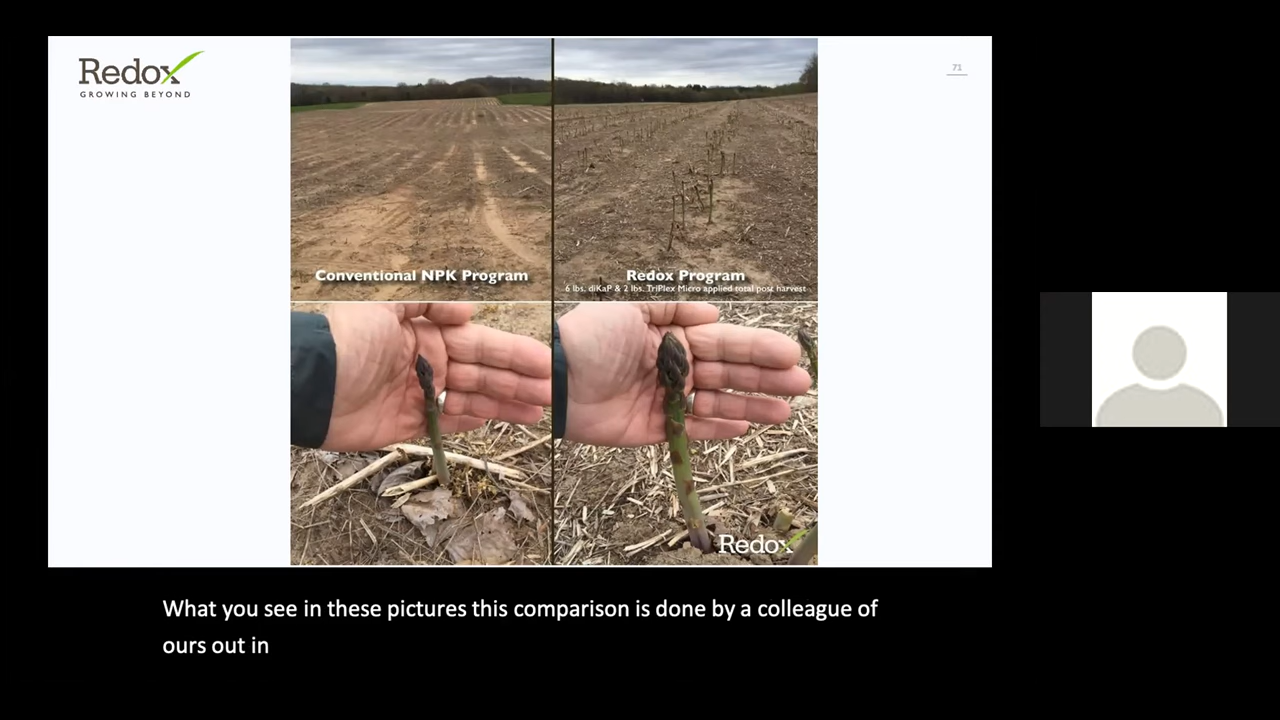 Redox
GROWING BEYOND
71
Conventional NPK Program
Redox Program
6 lbs. diKaP & 2 lbs. TriPlex Micro applied total post harvest
Redox
What you see in these pictures this comparison is done by a colleague of
ours out in